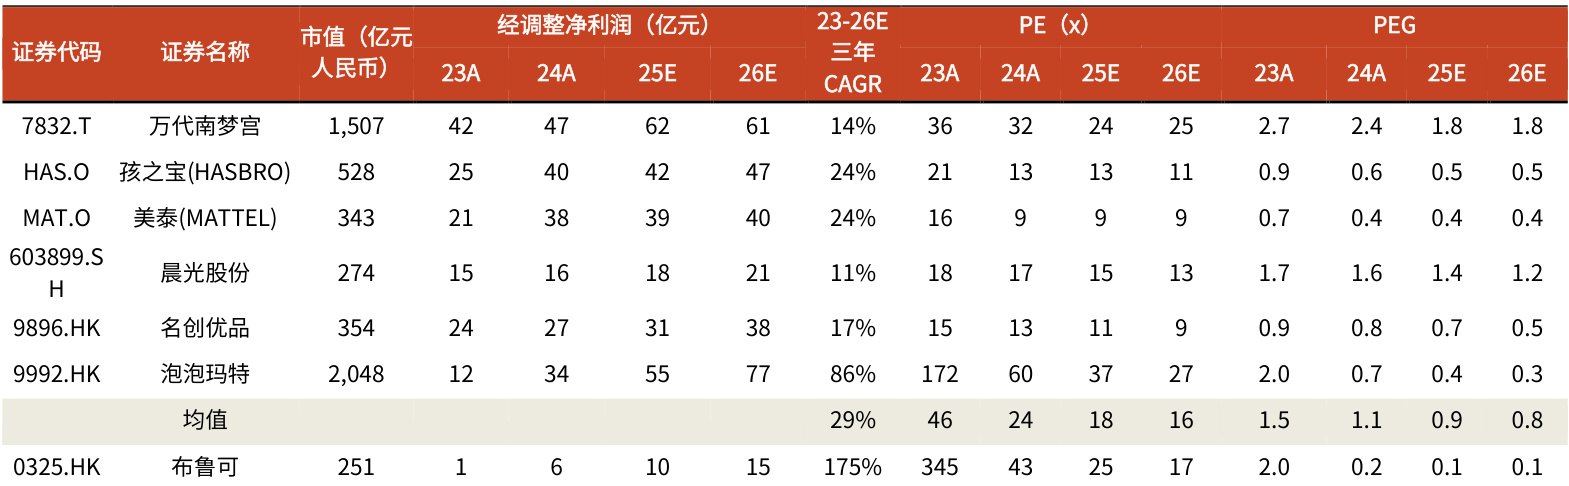 证券代码 证券名称 市值（亿元人民币） 经调整净利润（亿元） 23-26E三年CAGR PE（x） PEG
23A 24A 25E 26E 23A 24A 25E 26E 23A 24A 25E 26E
7832.T 万代南梦宫 1,507 42 47 62 61 14% 36 32 24 25 2.7 2.4 1.8 1.8
HAS.O 孩之宝(HASBRO) 528 25 40 42 47 24% 21 13 13 11 0.9 0.6 0.5 0.5
MAT.O 美泰(MATTEL) 343 21 38 39 40 24% 16 9 9 9 0.7 0.4 0.4 0.4
603899.SH 晨光股份 274 15 16 18 21 11% 18 17 15 13 1.7 1.6 1.4 1.2
9896.HK 名创优品 354 24 27 31 38 17% 15 13 11 9 0.9 0.8 0.7 0.5
9992.HK 泡泡玛特 2,048 12 34 55 77 86% 172 60 37 27 2.0 0.7 0.4 0.3
均值 29% 46 24 18 16 1.5 1.1 0.9 0.8
0325.HK 布鲁可 251 1 6 10 15 175% 345 43 25 17 2.0 0.2 0.1 0.1